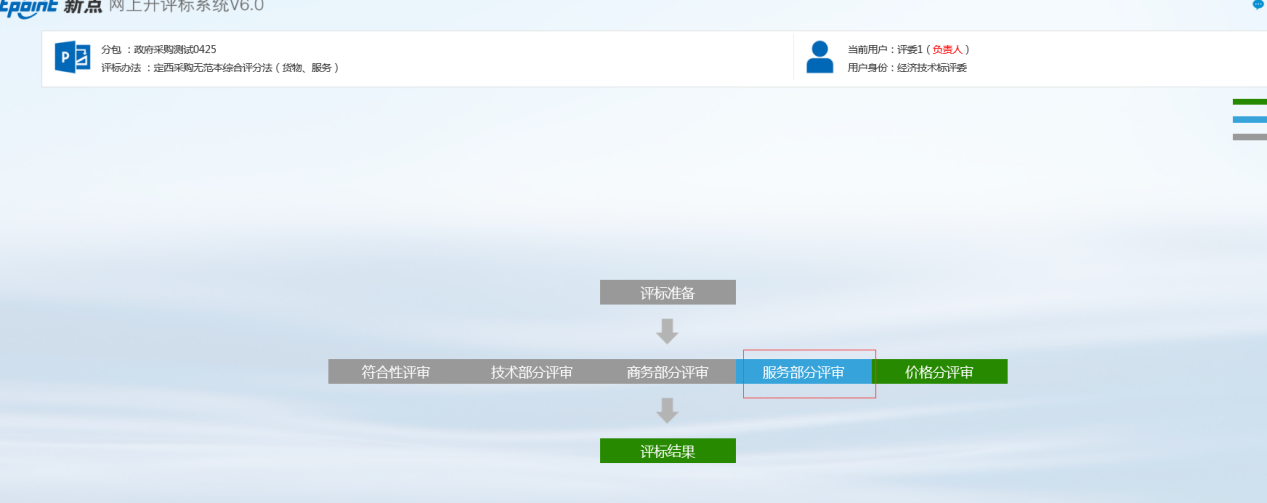 Epoint 新点 网上开评标系统V6.0
分包 ：政府采购测试0425
评标办法 ：定西采购无范本综合评分法 ( 货物、服务 )
当前用户：评委1 ( 负责人 )
用户身份：经济技术标评委
评标准备
符合性评审 技术部分评审 商务部分评审 服务部分评审 价格分评审
评标结果